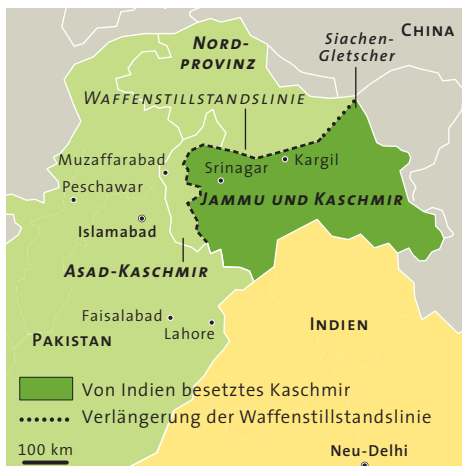 CHINA
NORD-
PROVINZ
Siachen-
Gletscher
WAFFENSTILLSTANDSLINIE
Muzaffarabad
Kargil
Srinagar
Peschawar
JAMMU UND KASCHMIR
Islamabad
ASAD-KASCHMIR
Faisalabad
Lahore
INDIEN
PAKISTAN
Von Indien besetztes Kaschmir
Verlängerung der Waffenstillstandslinie
100 km
Neu-Delhi